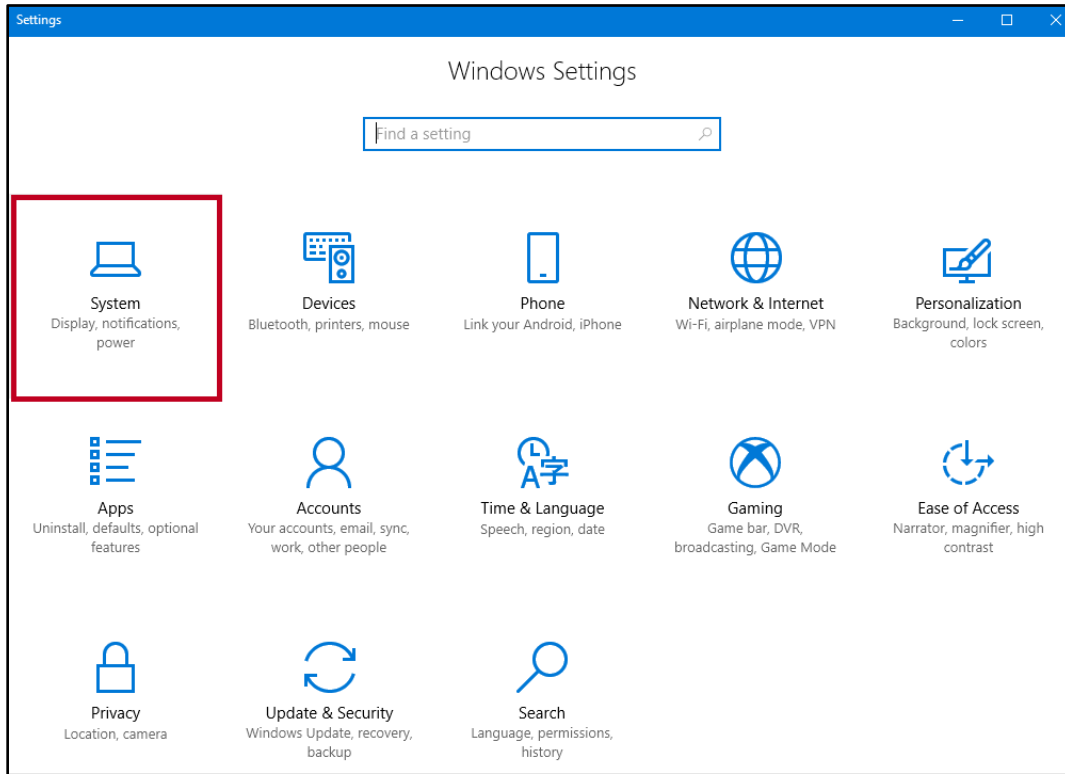 Settings
Windows Settings
Find a setting
System
Display, notifications,
power
Devices
Bluetooth, printers, mouse
Phone
Link your Android, iPhone
Network & Internet
Wi-Fi, airplane mode, VPN
Personalization
Background, lock screen,
colors
Apps
Uninstall, defaults, optional
features
Accounts
Your accounts, email, sync,
work, other people
Time & Language
Speech, region, date
Gaming
Game bar, DVR,
broadcasting, Game Mode
Ease of Access
Narrator, magnifier, high
contrast
Privacy
Location, camera
Update & Security
Windows Update, recovery,
backup
Search
Language, permissions,
history